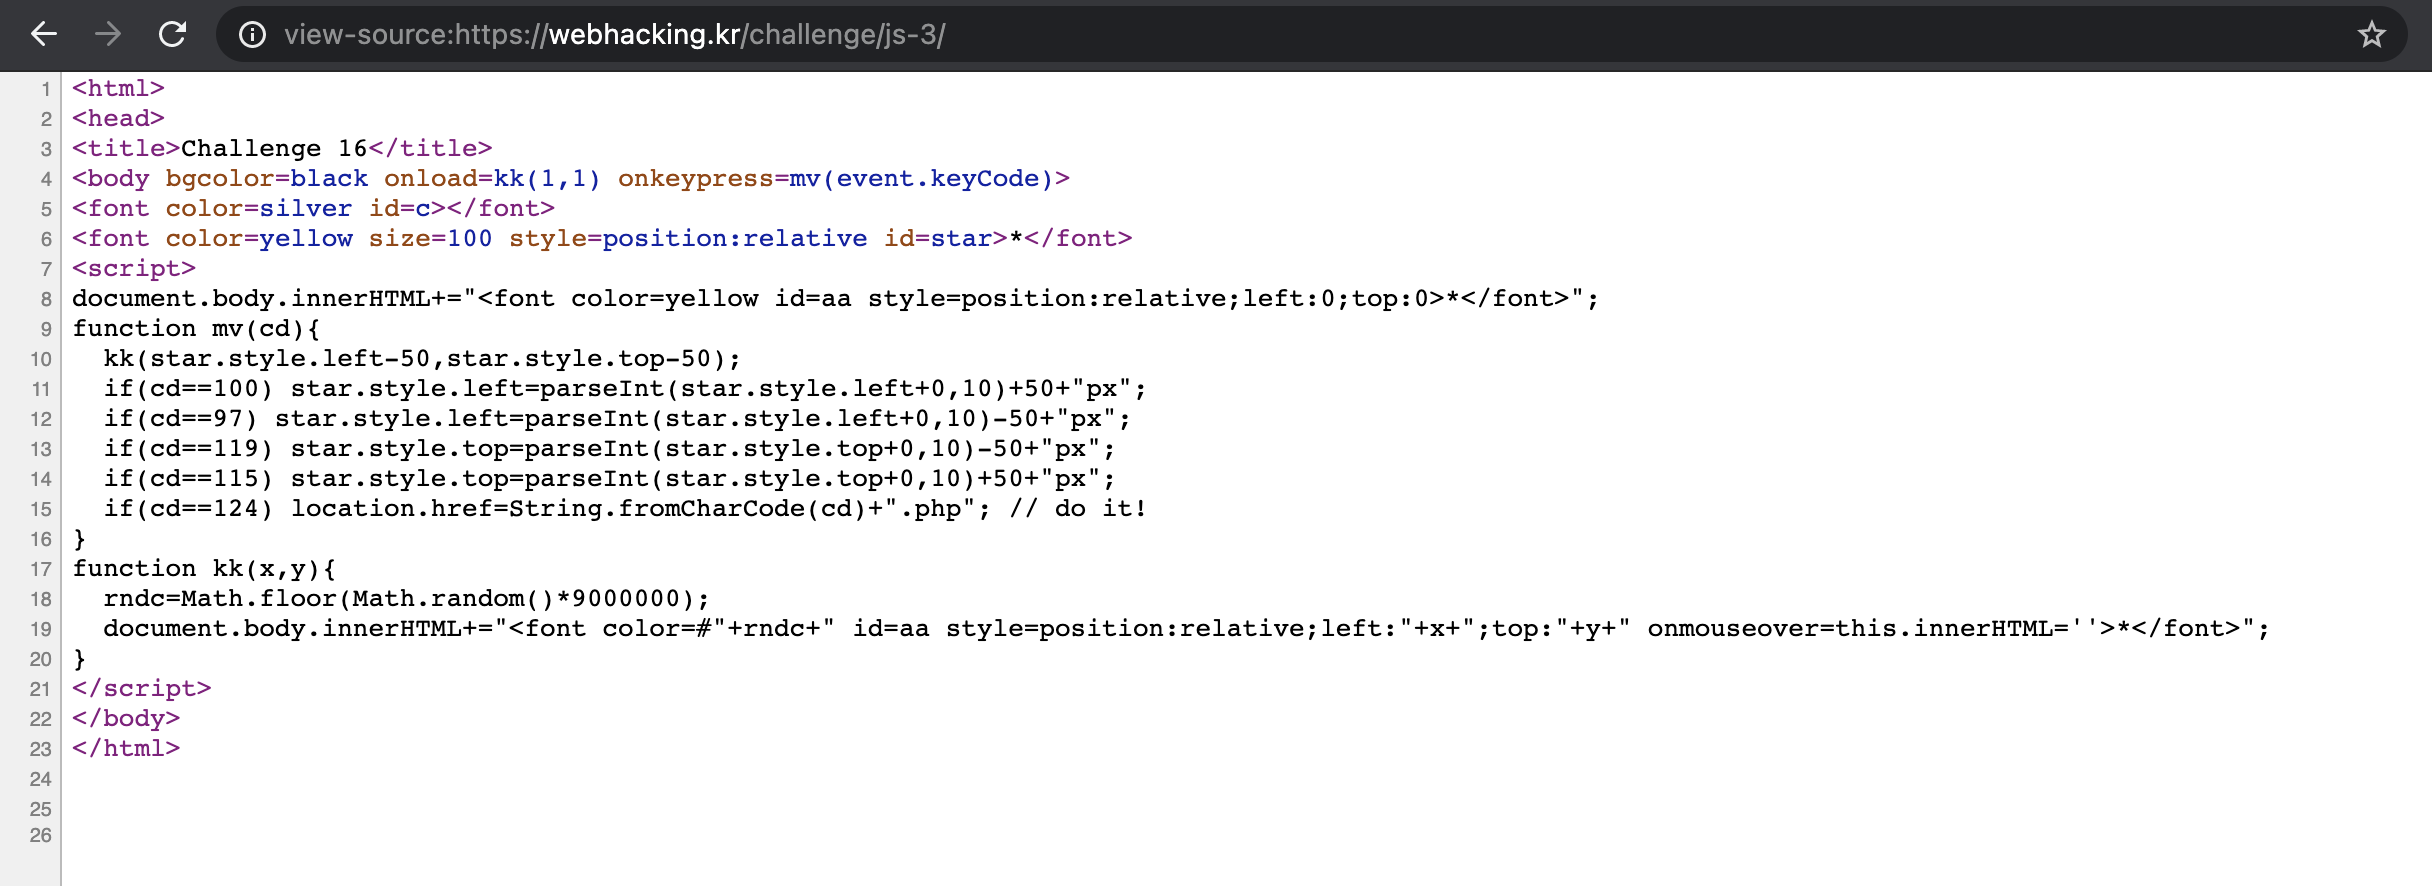 view-source:https://webhacking.kr/challenge/js-3/
1 <html>
2 <head>
3 <title>Challenge 16</title>
4 <body bgcolor=black onload=kk(1,1) onkeypress=mv(event.keyCode)>
5 <font color=silver id=c></font>
6 <font color=yellow size=100 style=position:relative id=star>*</font>
7 <script>
8 document.body.innerHTML+="<font color=yellow id=aa style=position:relative;left:0;top:0>*</font>";
9 function mv(cd){
10   kk(star.style.left-50,star.style.top-50);
11   if(cd==100) star.style.left=parseInt(star.style.left+0,10)+50+"px";
12   if(cd==97) star.style.left=parseInt(star.style.left+0,10)-50+"px";
13   if(cd==119) star.style.top=parseInt(star.style.top+0,10)-50+"px";
14   if(cd==115) star.style.top=parseInt(star.style.top+0,10)+50+"px";
15   if(cd==124) location.href=String.fromCharCode(cd)+".php"; // do it!
16 }
17 function kk(x,y){
18   rndc=Math.floor(Math.random()*9000000);
19   document.body.innerHTML+="<font color=#"+rndc+" id=aa style=position:relative;left:"+x+";top:"+y+" onmouseover=this.innerHTML=''>*</font>";
20 }
21 </script>
22 </body>
23 </html>
24
25
26